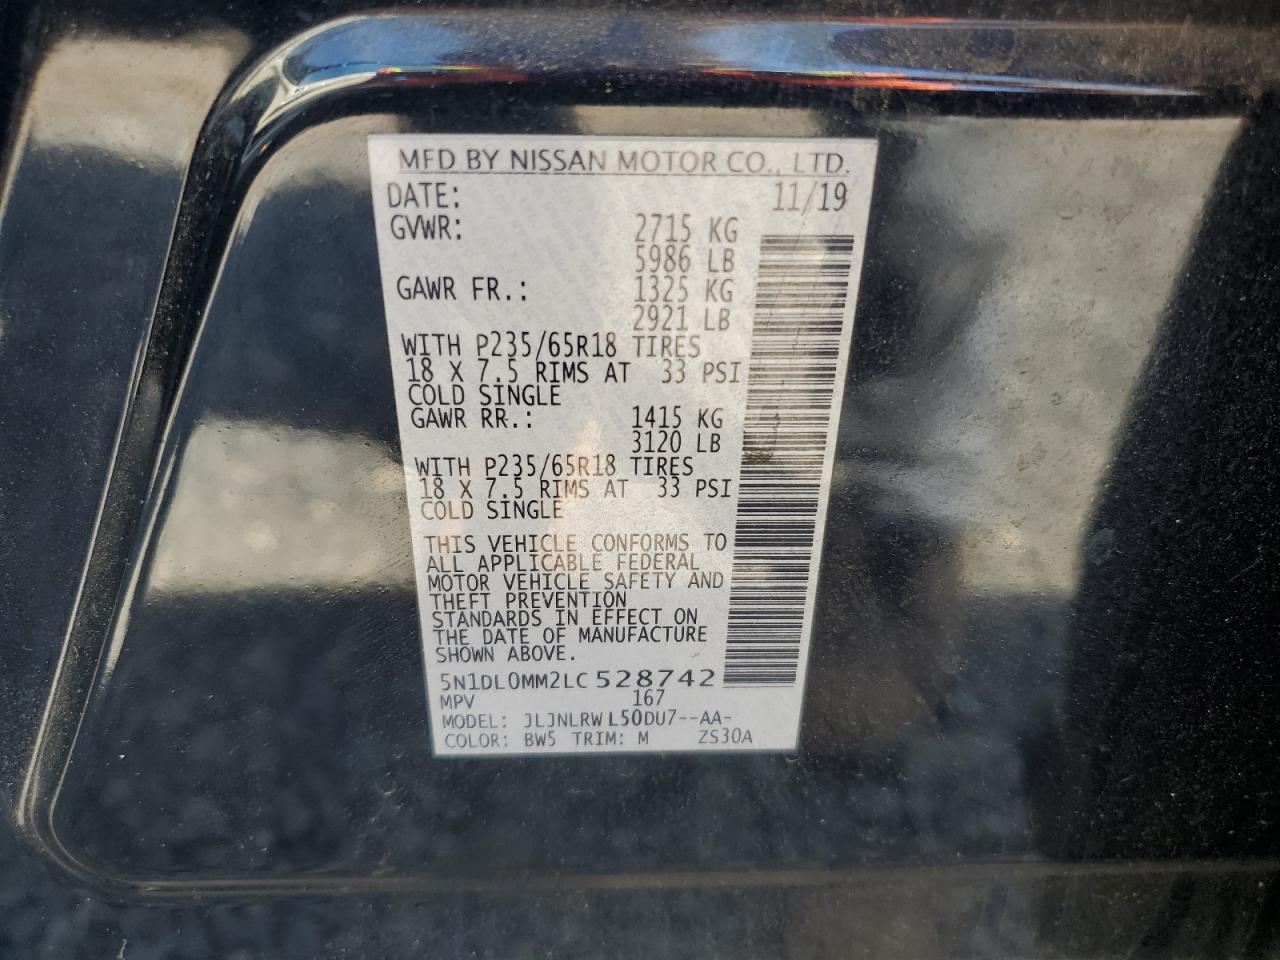 MFD BY NISSAN MOTOR CO., LTD.
DATE: 11/19
GVWR: 2715 KG
5986 LB
GAWR FR.: 1325 KG
2921 LB
WITH P235/65R18 TIRES
18 X 7.5 RIMS AT 33 PSI
COLD SINGLE
GAWR RR.: 1415 KG
3120 LB
WITH P235/65R18 TIRES
18 X 7.5 RIMS AT 33 PSI
COLD SINGLE
THIS VEHICLE CONFORMS TO
ALL APPLICABLE FEDERAL
MOTOR VEHICLE SAFETY AND
THEFT PREVENTION
STANDARDS IN EFFECT ON
THE DATE OF MANUFACTURE
SHOWN ABOVE.
5N1DL0MM2LC528742
MPV 167
MODEL: JLJNLRWL50DU7--AA-
COLOR: BW5 TRIM: M ZS30A